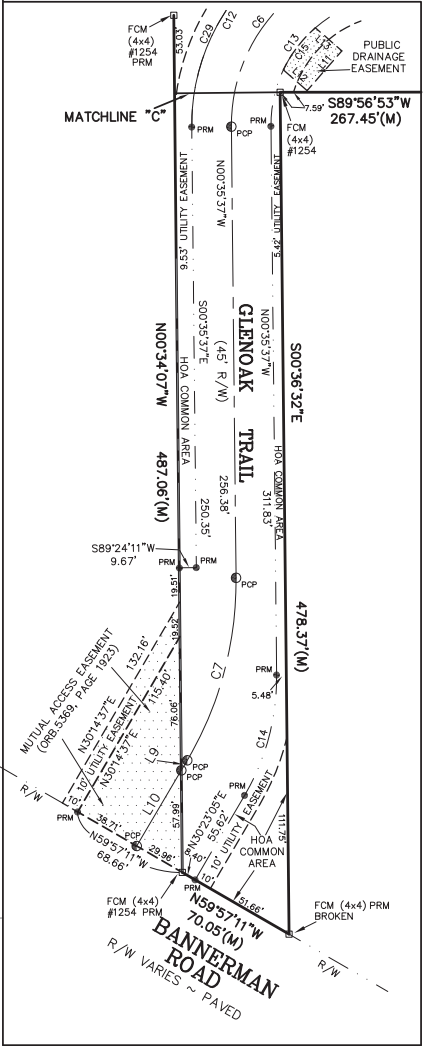 FCM
(4x4)
#1254
PRM
53.03'
C29
C12
C6
C13
C15
L11
PUBLIC
DRAINAGE
EASEMENT
7.59'
S89°56'53"W
267.45'(M)
MATCHLINE "C"
PRM
PCP
FCM
(4x4)
#1254
9.53' UTILITY EASEMENT
N00°35'37"W
5.42' UTILITY EASEMENT
S00°35'37"E
GLENOAK TRAIL
(45' R/W)
N00°35'37"W
N00°34'07"W
HOA COMMON AREA
487.06'(M)
S00°36'32"E
HOA COMMON AREA
478.37'(M)
256.38'
311.83'
250.35'
S89°24'11"W
9.67'
PRM
PRM
PCP
19.51'
19.52'
MUTUAL ACCESS EASEMENT
(ORB.5369, PAGE 1923)
132.16'
N30°14'37"E
10' UTILITY EASEMENT
115.40'
N30°14'37"E
76.06'
C7
PRM
5.48'
C14
L9
PCP
PCP
L10
57.99'
R/W
10'
PRM
38.71'
PCP
N59°57'11"W
68.66'
29.96'
8.40'
N30°23'05"E
55.62'
10' UTILITY EASEMENT
HOA
COMMON
AREA
111.75'
10'
PRM
51.66'
FCM (4x4)
#1254 PRM
N59°57'11"W
70.05'(M)
FCM (4x4) PRM
BROKEN
BANNERMAN
ROAD
R/W VARIES ~ PAVED
R/W